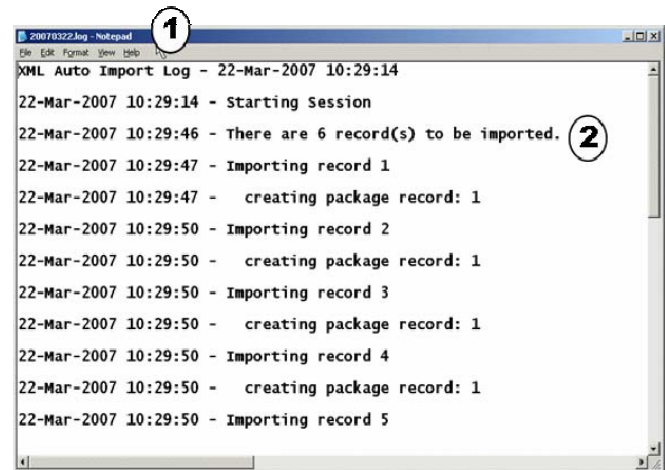 20070322.log - Notepad
1
File Edit Format View Help
XML Auto Import Log - 22-Mar-2007 10:29:14
22-Mar-2007 10:29:14 - Starting Session
22-Mar-2007 10:29:46 - There are 6 record(s) to be imported.
2
22-Mar-2007 10:29:47 - Importing record 1
22-Mar-2007 10:29:47 -   creating package record: 1
22-Mar-2007 10:29:50 - Importing record 2
22-Mar-2007 10:29:50 -   creating package record: 1
22-Mar-2007 10:29:50 - Importing record 3
22-Mar-2007 10:29:50 -   creating package record: 1
22-Mar-2007 10:29:50 - Importing record 4
22-Mar-2007 10:29:50 -   creating package record: 1
22-Mar-2007 10:29:50 - Importing record 5